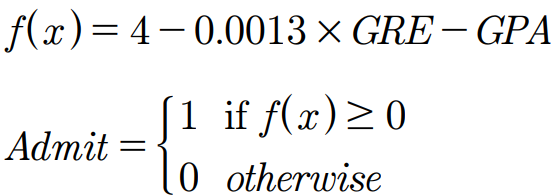 f(x) = 4 − 0.0013 × GRE − GPA
Admit = { 1 if f(x) ≥ 0
0 otherwise